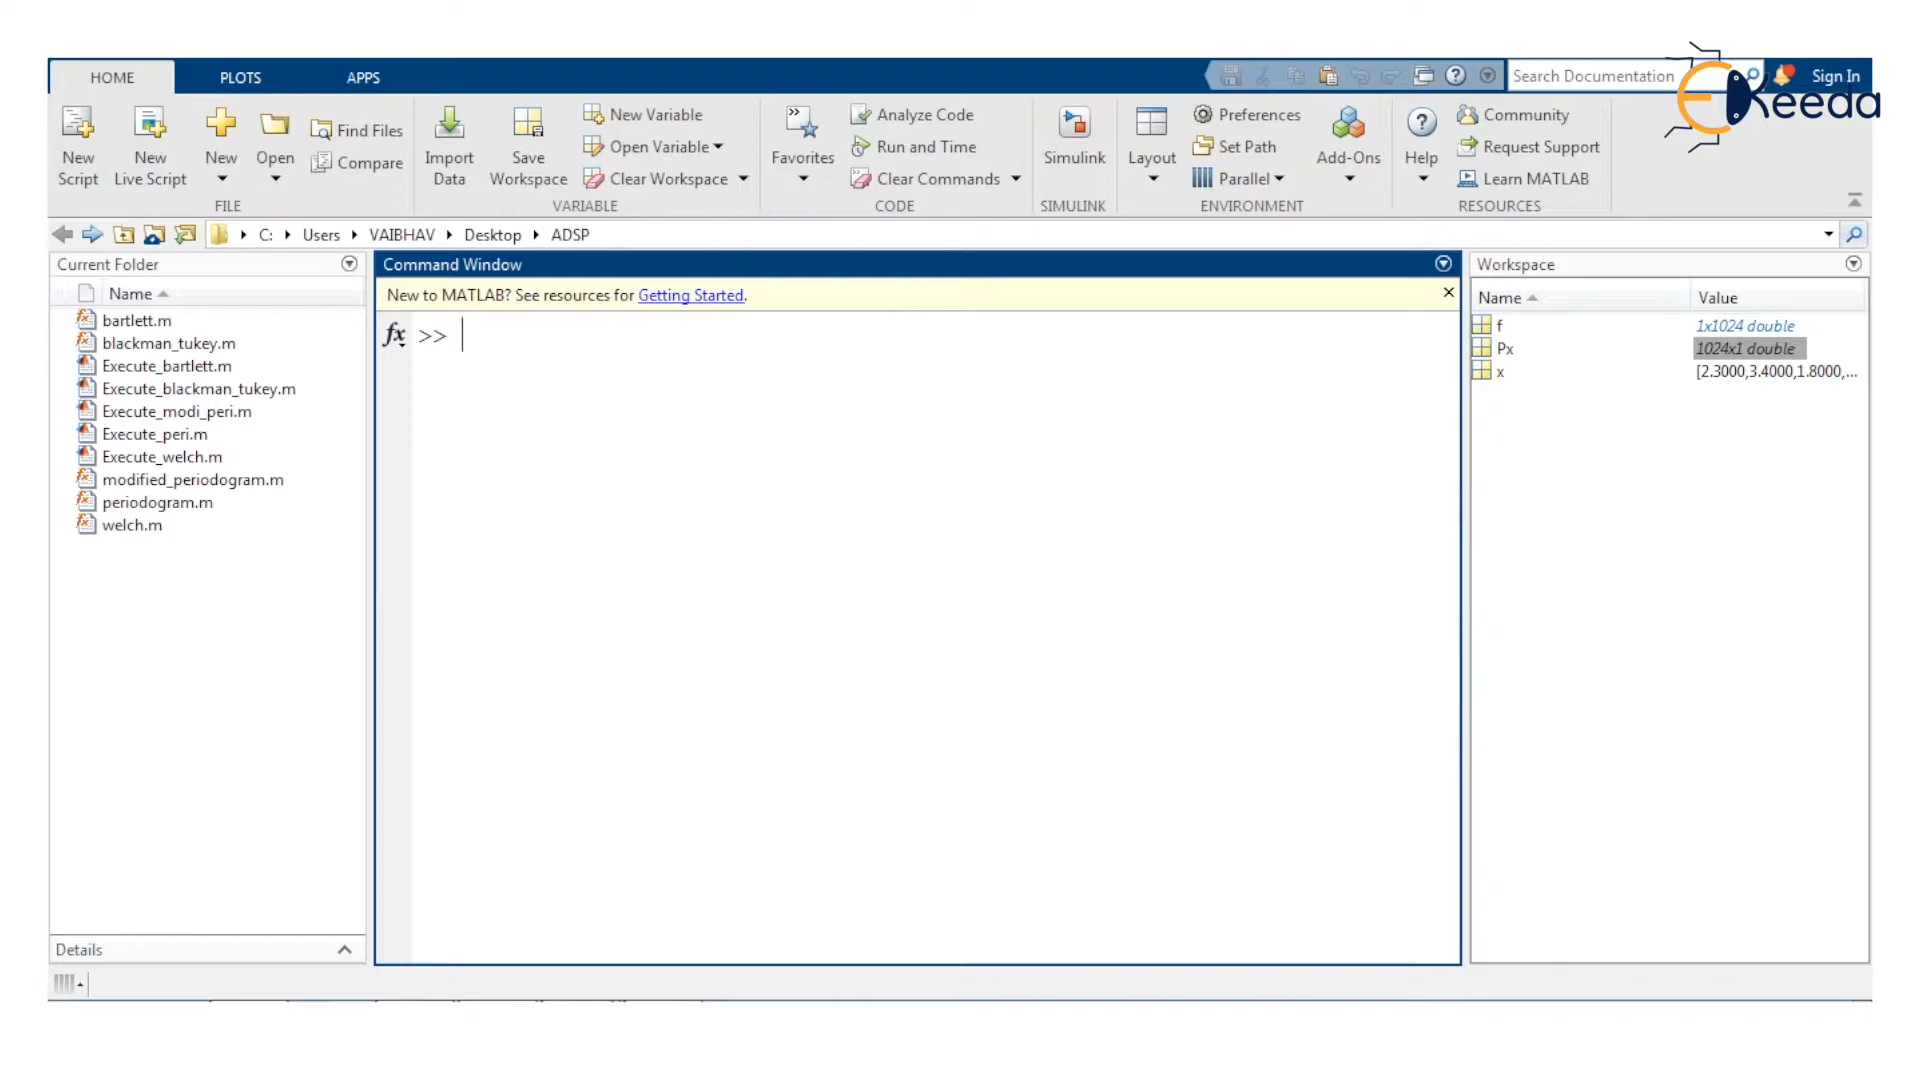 HOME PLOTS APPS Search Documentation Sign In
EKeeda
New Script
New Live Script
New
Open
Find Files
Compare
FILE
Import Data
Save Workspace
New Variable
Open Variable
Clear Workspace
VARIABLE
Favorites
Analyze Code
Run and Time
Clear Commands
CODE
Simulink
SIMULINK
Layout
Preferences
Set Path
Parallel
Add-Ons
ENVIRONMENT
Help
Community
Request Support
Learn MATLAB
RESOURCES
C: Users VAIBHAV Desktop ADSP
Current Folder
Name
bartlett.m
blackman_tukey.m
Execute_bartlett.m
Execute_blackman_tukey.m
Execute_modi_peri.m
Execute_peri.m
Execute_welch.m
modified_periodogram.m
periodogram.m
welch.m
Details
Command Window
New to MATLAB? See resources for Getting Started.
fx >>
Workspace
Name Value
f 1x1024 double
Px 1024x1 double
x [2.3000,3.4000,1.8000,...